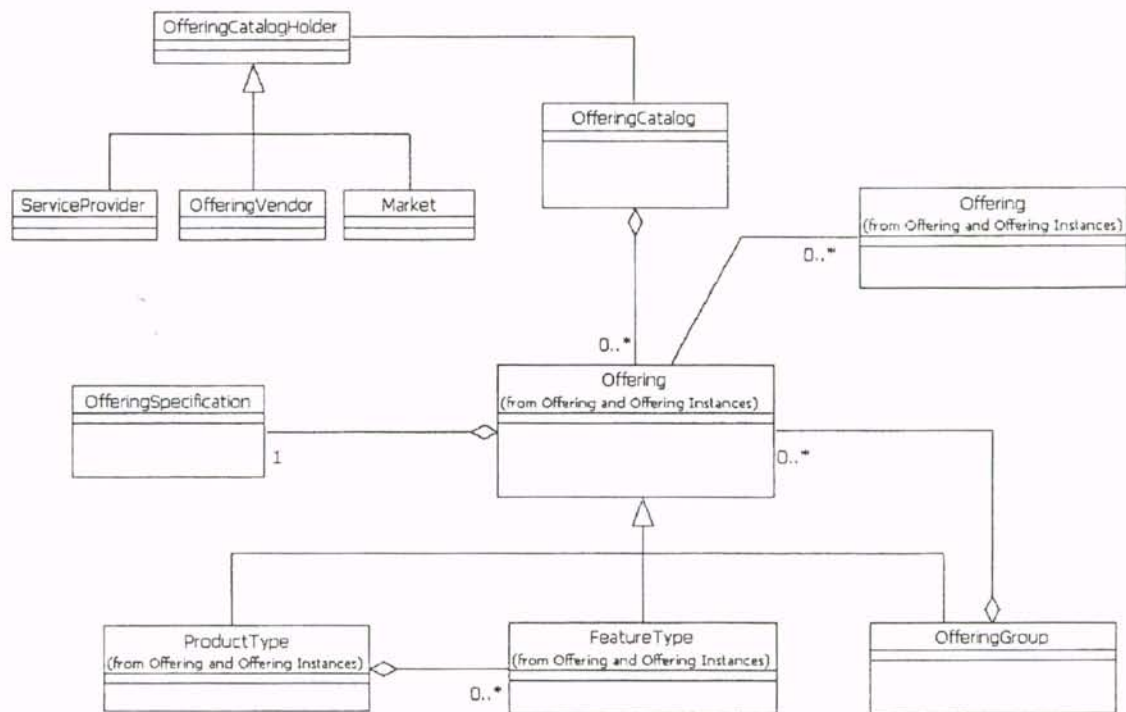 OfferingCatalogHolder
OfferingCatalog
ServiceProvider
OfferingVendor
Market
Offering
(from Offering and Offering Instances)
0..*
0..*
Offering
(from Offering and Offering Instances)
OfferingSpecification
1
0..*
ProductType
(from Offering and Offering Instances)
FeatureType
(from Offering and Offering Instances)
OfferingGroup
0..*